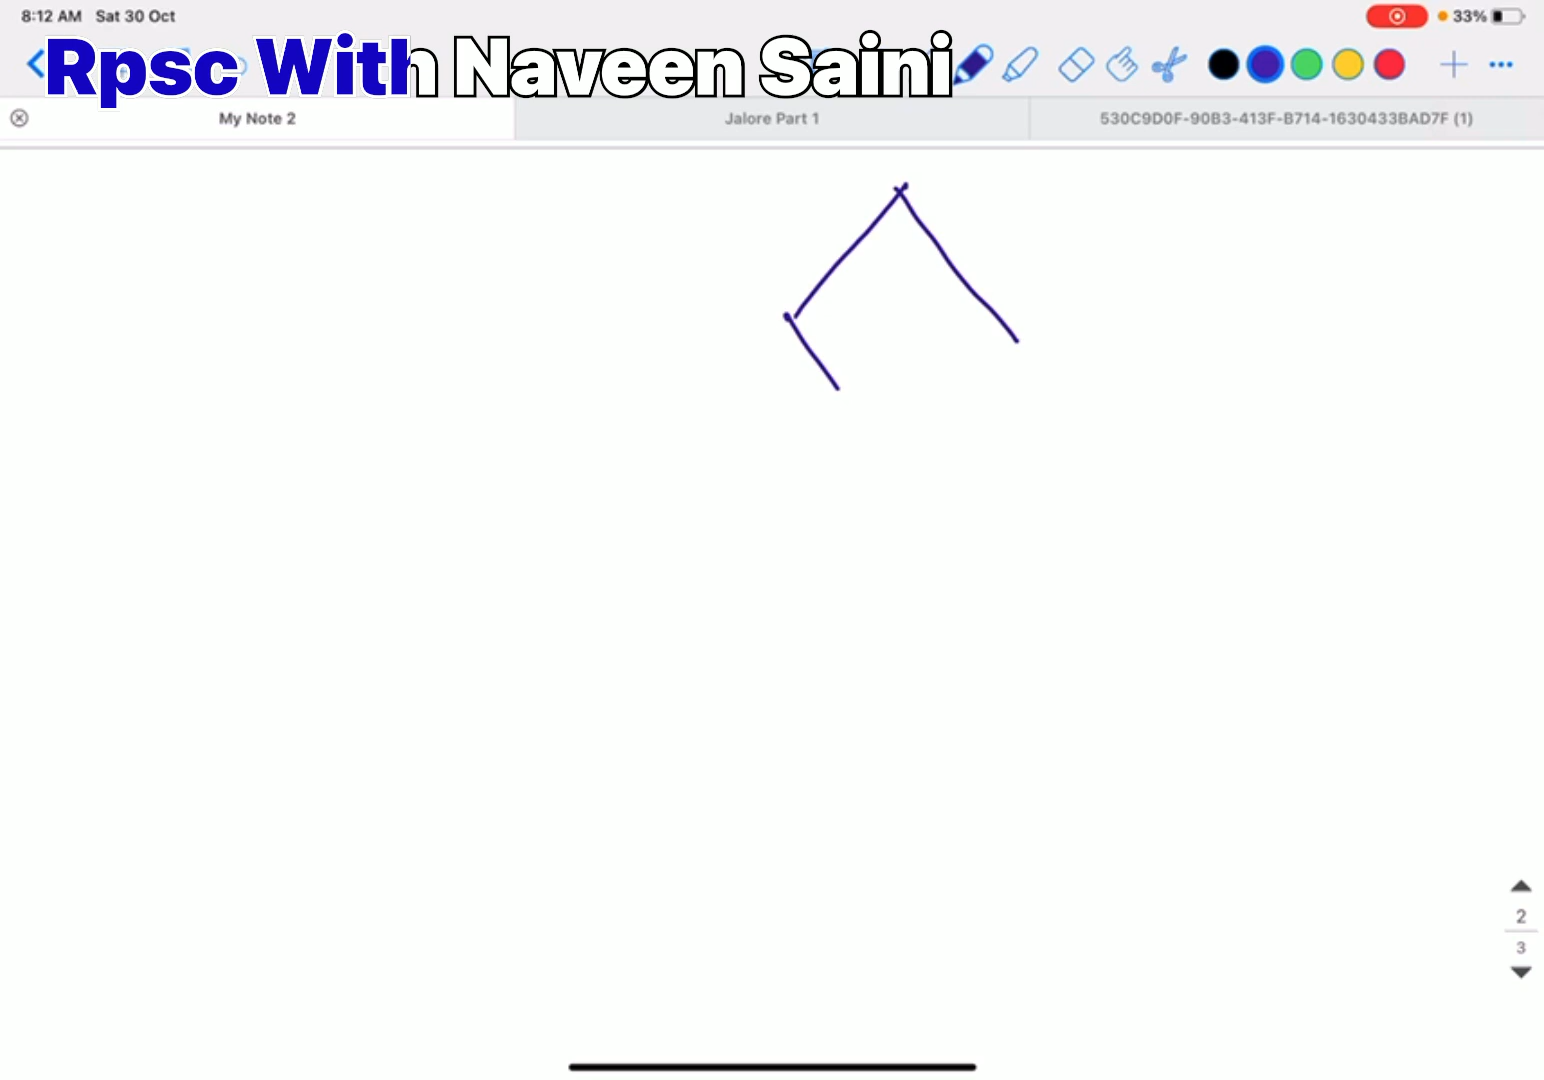 8:12 AM Sat 30 Oct
33%
Rpsc With Naveen Saini
My Note 2
Jalore Part 1
530C9D0F-90B3-413F-B714-1630433BAD7F (1)
2
3